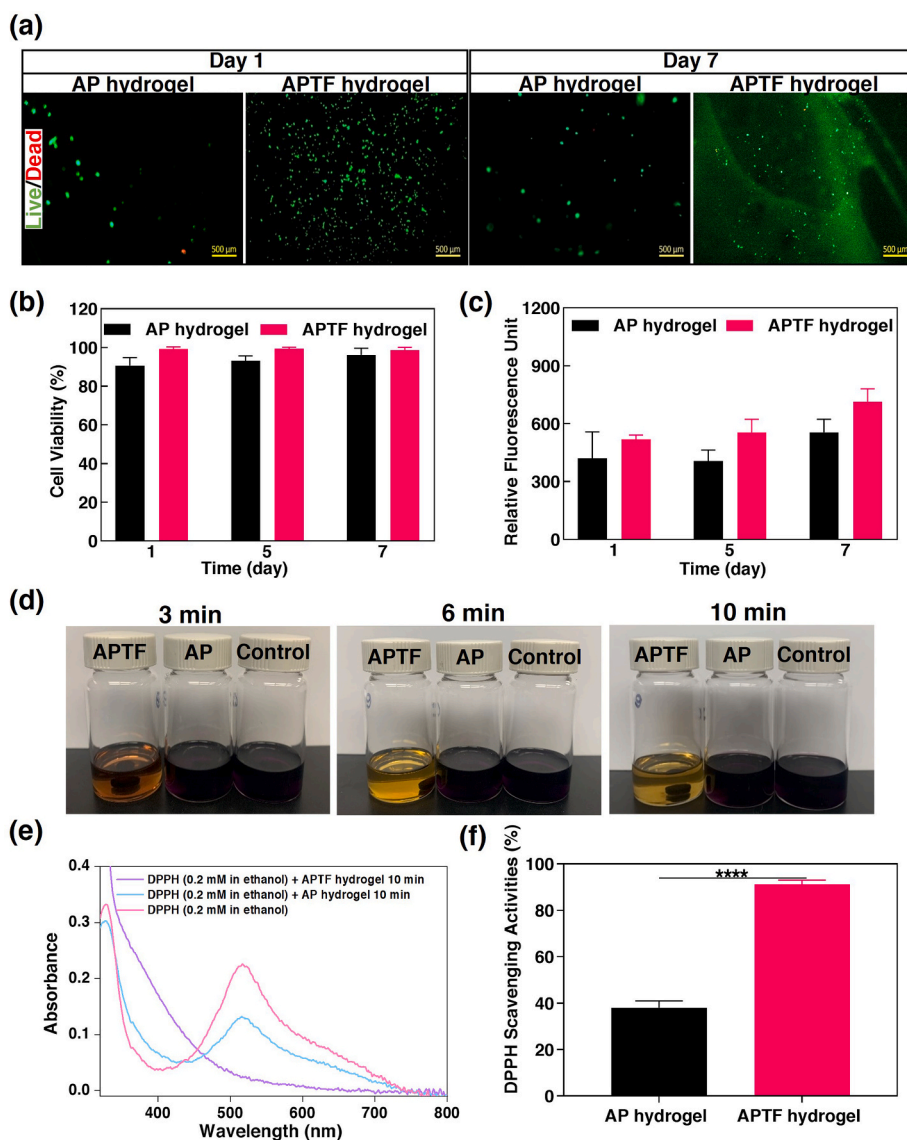 (a)
Day 1
Day 7
AP hydrogel
APTF hydrogel
AP hydrogel
APTF hydrogel
Live/Dead
500 µm
500 µm
500 µm
500 µm
(b)
120
100
80
60
40
20
0
Cell Viability (%)
AP hydrogel
APTF hydrogel
1
5
7
Time (day)
(c)
1200
900
600
300
0
Relative Fluorescence Unit
AP hydrogel
APTF hydrogel
1
5
7
Time (day)
(d)
3 min
6 min
10 min
APTF
AP
Control
APTF
AP
Control
APTF
AP
Control
(e)
0.4
0.3
0.2
0.1
0.0
Absorbance
DPPH (0.2 mM in ethanol) + APTF hydrogel 10 min
DPPH (0.2 mM in ethanol) + AP hydrogel 10 min
DPPH (0.2 mM in ethanol)
400
500
600
700
800
Wavelength (nm)
(f)
100
80
60
40
20
0
DPPH Scavenging Activities (%)
****
AP hydrogel
APTF hydrogel